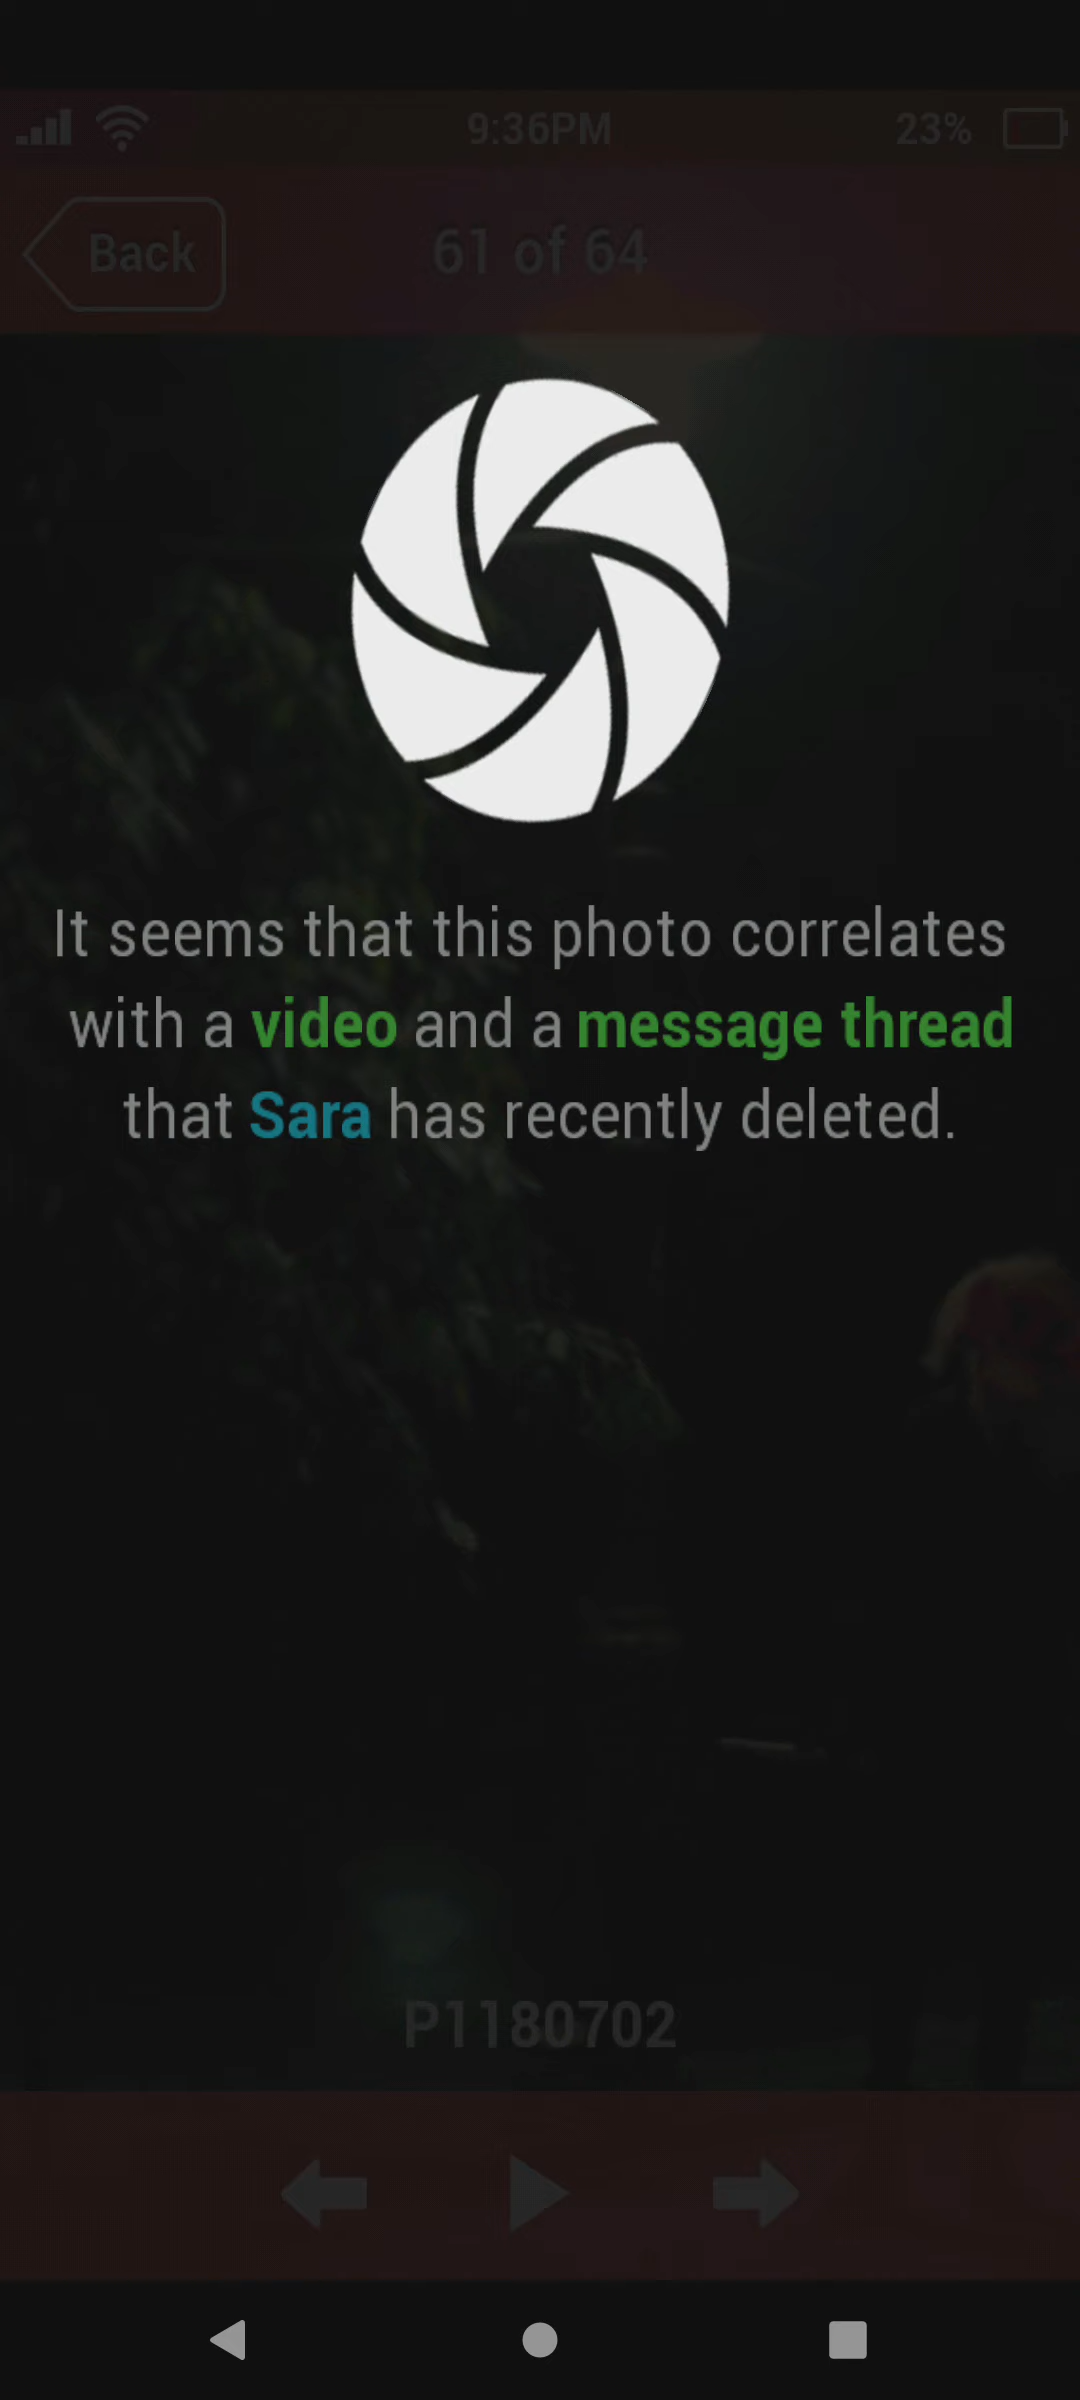 9:36PM 23%
Back 61 of 64
It seems that this photo correlates
with a video and a message thread
that Sara has recently deleted.
P1180702